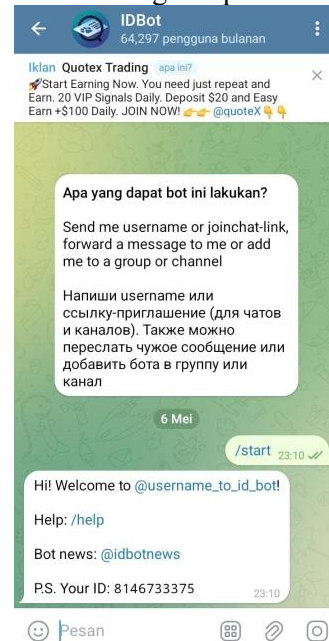 IDBot
64,297 pengguna bulanan
Iklan Quotex Trading apa ini?
🚀Start Earning Now. You need just repeat and
Earn. 20 VIP Signals Daily. Deposit $20 and Easy
Earn +$100 Daily. JOIN NOW! 👉👉 @quoteX👇👇
Apa yang dapat bot ini lakukan?
Send me username or joinchat-link,
forward a message to me or add
me to a group or channel
Напиши username или
ссылку-приглашение (для чатов
и каналов). Также можно
переслать чужое сообщение или
добавить бота в группу или
канал
6 Mei
/start 23:10
Hi! Welcome to @username_to_id_bot!
Help: /help
Bot news: @idbotnews
P.S. Your ID: 8146733375
23:10
Pesan